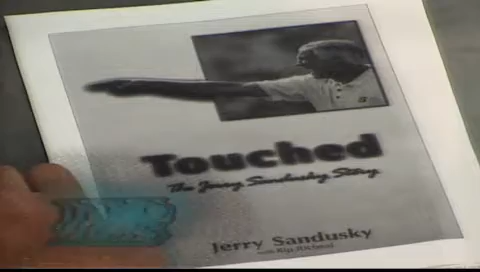 Touched
The Jerry Sandusky Story
Jerry Sandusky
with Kip Richeal